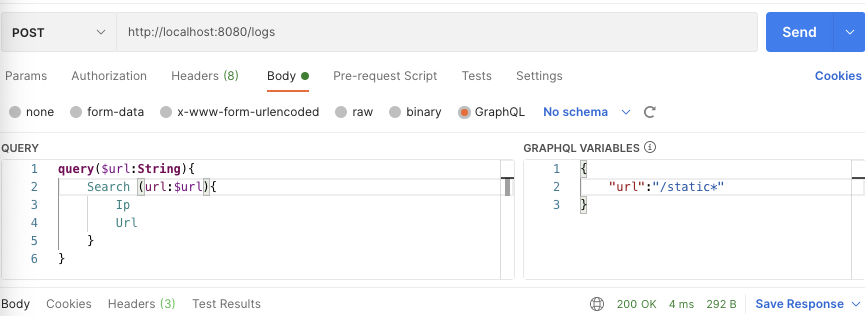 POST http://localhost:8080/logs Send
Params Authorization Headers (8) Body Pre-request Script Tests Settings Cookies
none form-data x-www-form-urlencoded raw binary GraphQL No schema
QUERY GRAPHQL VARIABLES
1 query($url:String){ 1 {
2 Search (url:$url){ 2 "url":"/static*"
3 Ip 3 }
4 Url
5 }
6 }
Body Cookies Headers (3) Test Results 200 OK 4 ms 292 B Save Response